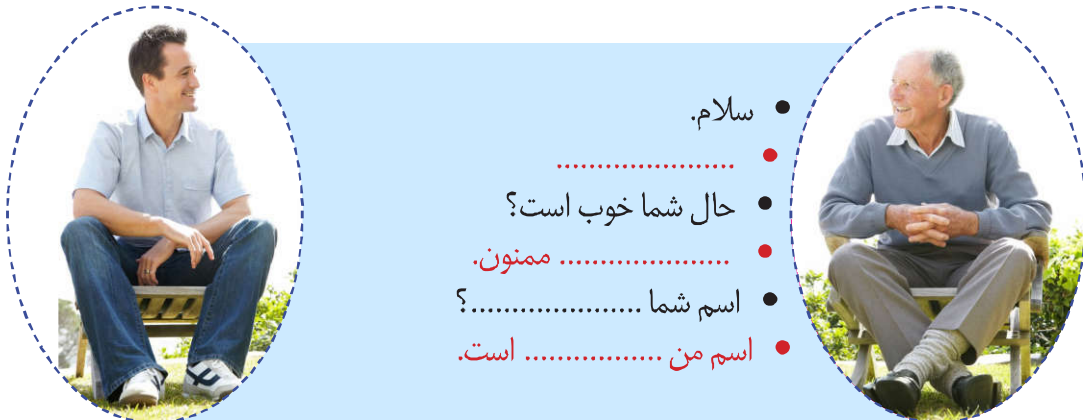 • سلام.
• ......................
• حال شما خوب است؟
• ..................... ممنون.
• اسم شما .....................؟
• اسم من ................. است.